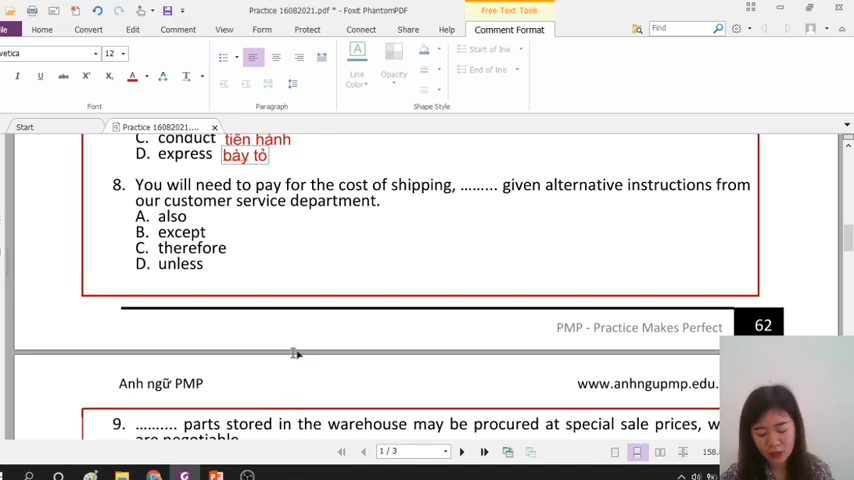 Practice 16082021.pdf * - Foxit PhantomPDF
Free Text Tools
Home Convert Edit Comment View Form Protect Connect Share Help Comment Format
Find
12
Line Color
Opacity
Start of line
End of line
Font Paragraph Shape Style
Start
Practice 16082021....
C. conduct tiến hành
D. express bày tỏ
8. You will need to pay for the cost of shipping, ……... given alternative instructions from
our customer service department.
A. also
B. except
C. therefore
D. unless
PMP - Practice Makes Perfect 62
Anh ngữ PMP www.anhngupmp.edu.
9. …….... parts stored in the warehouse may be procured at special sale prices,
are negotiable
1 / 3
158.